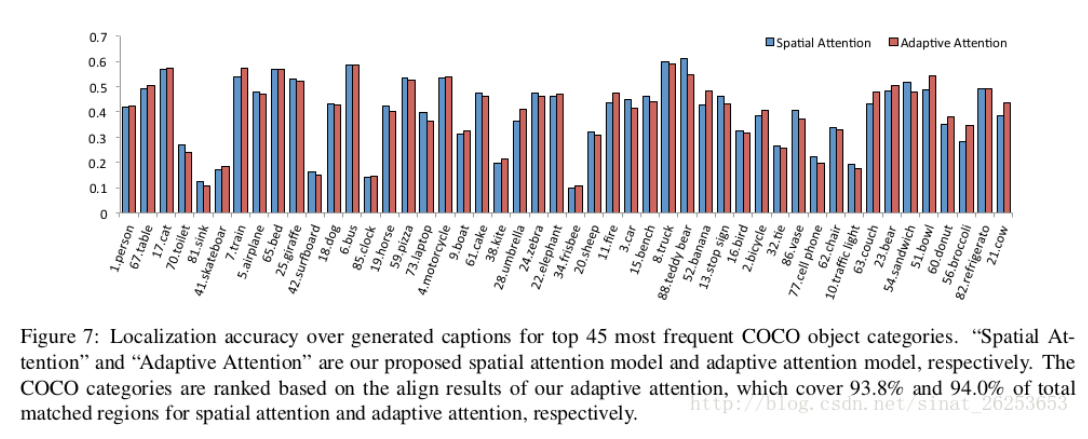 0.7
0.6
0.5
0.4
0.3
0.2
0.1
0
Spatial Attention
Adaptive Attention
1.person
67.table
17.cat
70.toilet
81.sink
41.skateboar
7.train
5.airplane
65.bed
25.giraffe
42.surfboard
18.dog
6.bus
85.clock
19.horse
59.pizza
73.laptop
4.motorcycle
9.boat
61.cake
38.kite
28.umbrella
24.zebra
22.elephant
34.frisbee
20.sheep
11.fire
3.car
15.bench
8.truck
88.teddy bear
52.banana
13.stop sign
16.bird
2.bicycle
32.tie
86.vase
77.cell phone
62.chair
10.traffic light
63.couch
23.bear
54.sandwich
51.bowl
60.donut
56.broccoli
82.refrigerato
21.cow
Figure 7: Localization accuracy over generated captions for top 45 most frequent COCO object categories. “Spatial At-
tention” and “Adaptive Attention” are our proposed spatial attention model and adaptive attention model, respectively. The
COCO categories are ranked based on the align results of our adaptive attention, which cover 93.8% and 94.0% of total
matched regions for spatial attention and adaptive attention, respectively.
http://blog.csdn.net/sinat_26253653